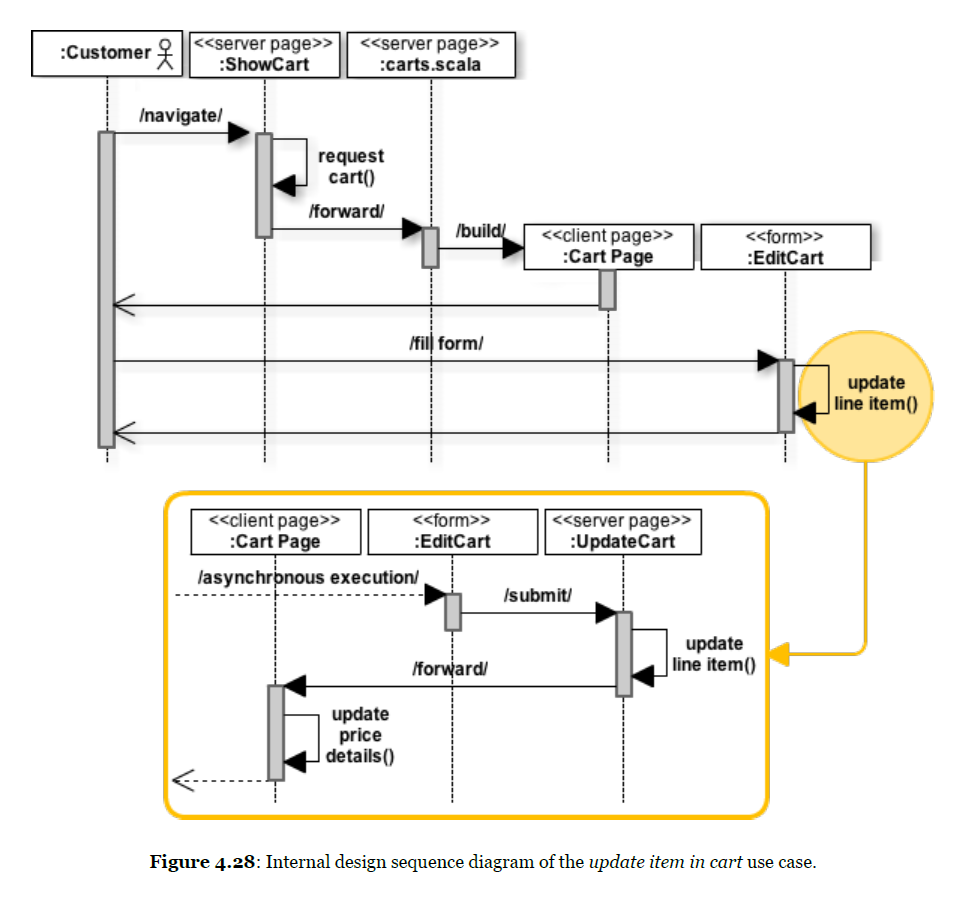 :Customer
<<server page>>
:ShowCart
<<server page>>
:carts.scala
/navigate/
request
cart()
/forward/
/build/
<<client page>>
:Cart Page
<<form>>
:EditCart
/fill form/
update
line item()
<<client page>>
:Cart Page
<<form>>
:EditCart
<<server page>>
:UpdateCart
/asynchronous execution/
/submit/
update
line item()
/forward/
update
price
details()
Figure 4.28: Internal design sequence diagram of the update item in cart use case.